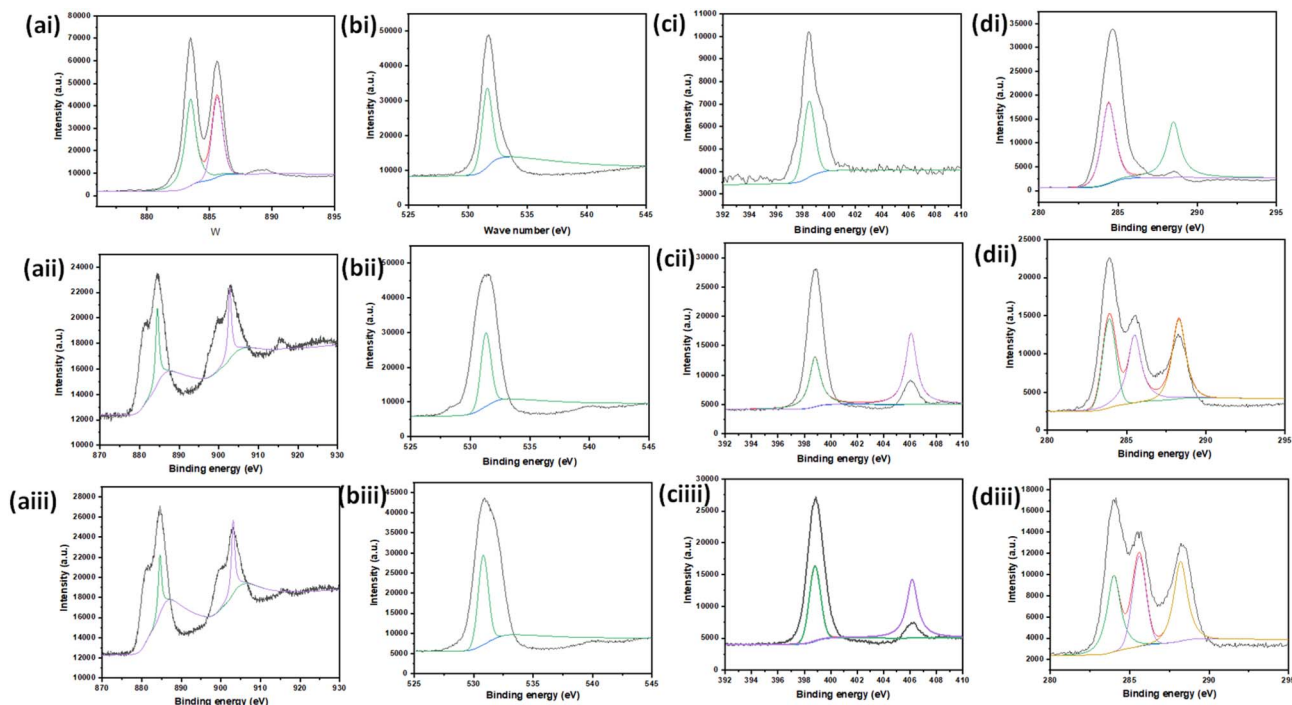 (ai)
80000
70000
60000
50000
40000
30000
20000
10000
0
Intensity (a.u.)
880 885 890 895
W
(bi)
50000
40000
30000
20000
10000
0
Intensity (a.u.)
525 530 535 540 545
Wave number (eV)
(ci)
11000
10000
9000
8000
7000
6000
5000
4000
3000
Intensity (a.u.)
392 394 396 398 400 402 404 406 408 410
Binding energy (eV)
(di)
35000
30000
25000
20000
15000
10000
5000
0
Intensity (a.u.)
280 285 290 295
Binding energy (eV)
(aii)
24000
22000
20000
18000
16000
14000
12000
10000
Intensity (a.u.)
870 880 890 900 910 920 930
Binding energy (eV)
(bii)
50000
40000
30000
20000
10000
0
Intensity (a.u.)
525 530 535 540 545
Binding energy (eV)
(cii)
30000
25000
20000
15000
10000
5000
0
Intensity (a.u.)
392 394 396 398 400 402 404 406 408 410
Binding energy (eV)
(dii)
25000
20000
15000
10000
5000
0
Intensity (a.u.)
280 285 290 295
Binding energy (eV)
(aiii)
28000
26000
24000
22000
20000
18000
16000
14000
12000
10000
Intensity (a.u.)
870 880 890 900 910 920 930
Binding energy (eV)
(biii)
45000
40000
35000
30000
25000
20000
15000
10000
5000
0
Intensity (a.u.)
525 530 535 540 545
Binding energy (eV)
(ciiii)
30000
25000
20000
15000
10000
5000
0
Intensity (a.u.)
392 394 396 398 400 402 404 406 408 410
Binding energy (eV)
(diii)
18000
16000
14000
12000
10000
8000
6000
4000
2000
Intensity (a.u.)
280 285 290 295
Binding energy (eV)